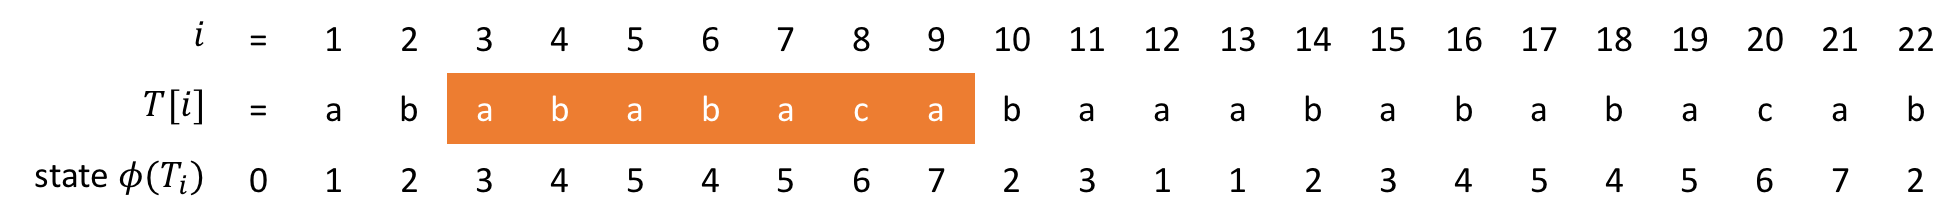 i = 1 2 3 4 5 6 7 8 9 10 11 12 13 14 15 16 17 18 19 20 21 22
T[i] = a b a b a b a c a b a a a b a b a b a c a b
state ϕ(Tᵢ) 0 1 2 3 4 5 4 5 6 7 2 3 1 1 2 3 4 5 4 5 6 7 2